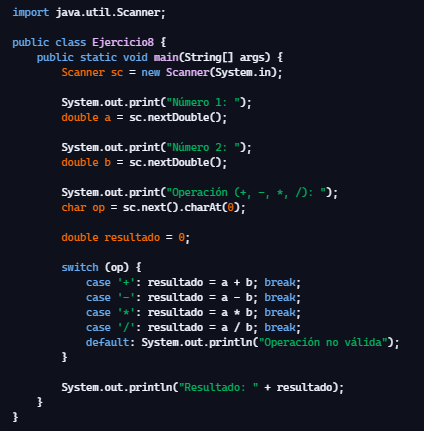 import java.util.Scanner;
public class Ejercicio8 {
public static void main(String[] args) {
Scanner sc = new Scanner(System.in);
System.out.print("Número 1: ");
double a = sc.nextDouble();
System.out.print("Número 2: ");
double b = sc.nextDouble();
System.out.print("Operación (+, -, *, /): ");
char op = sc.next().charAt(0);
double resultado = 0;
switch (op) {
case '+': resultado = a + b; break;
case '-': resultado = a - b; break;
case '*': resultado = a * b; break;
case '/': resultado = a / b; break;
default: System.out.println("Operación no válida");
}
System.out.println("Resultado: " + resultado);
}
}